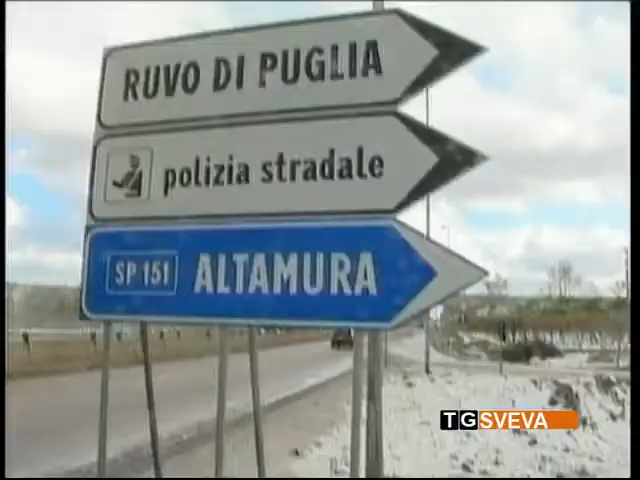 RUVO DI PUGLIA
polizia stradale
SP 151 ALTAMURA
TGSVEVA